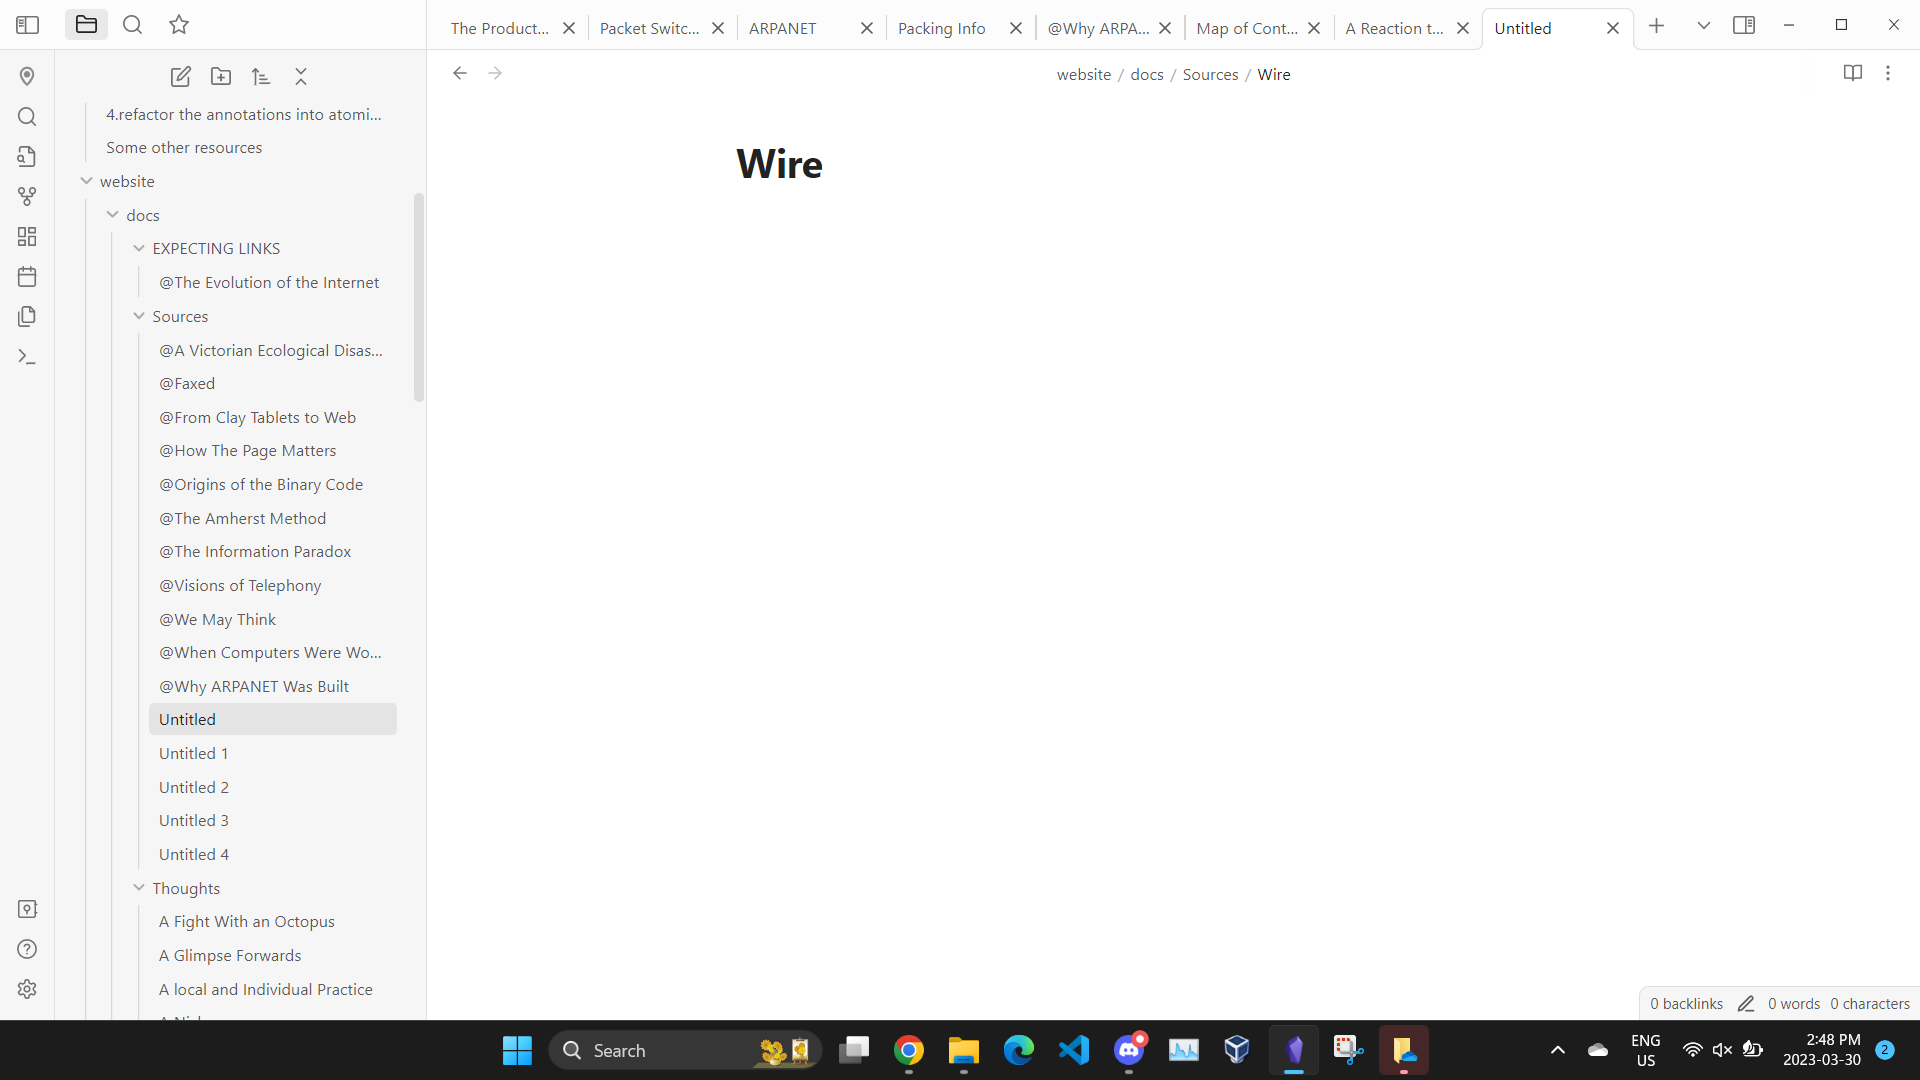 The Product...
Packet Switc...
ARPANET
Packing Info
@Why ARPA...
Map of Cont...
A Reaction t...
Untitled
website / docs / Sources / Wire
4.refactor the annotations into atomi...
Some other resources
website
docs
EXPECTING LINKS
@The Evolution of the Internet
Sources
@A Victorian Ecological Disas...
@Faxed
@From Clay Tablets to Web
@How The Page Matters
@Origins of the Binary Code
@The Amherst Method
@The Information Paradox
@Visions of Telephony
@We May Think
@When Computers Were Wo...
@Why ARPANET Was Built
Untitled
Untitled 1
Untitled 2
Untitled 3
Untitled 4
Thoughts
A Fight With an Octopus
A Glimpse Forwards
A local and Individual Practice
Wire
0 backlinks
0 words
0 characters
Search
ENG
US
2:48 PM
2023-03-30
2